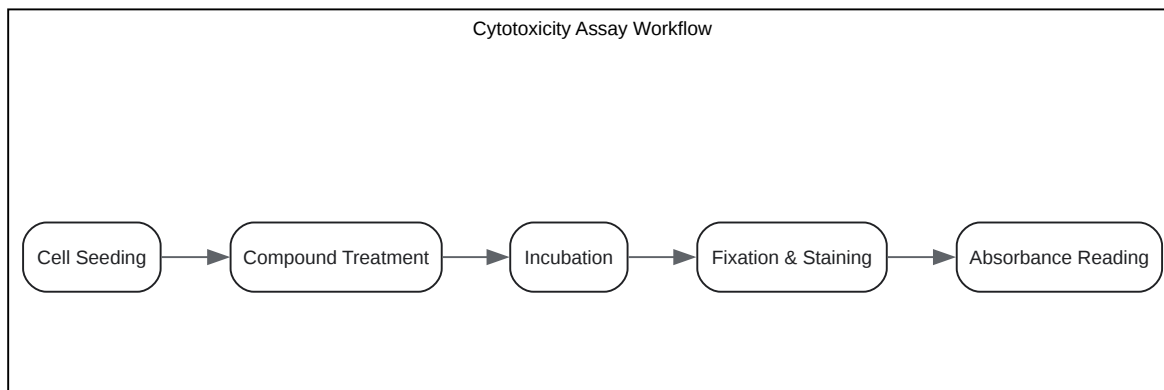 Cytotoxicity Assay Workflow
Cell Seeding
Compound Treatment
Incubation
Fixation & Staining
Absorbance Reading